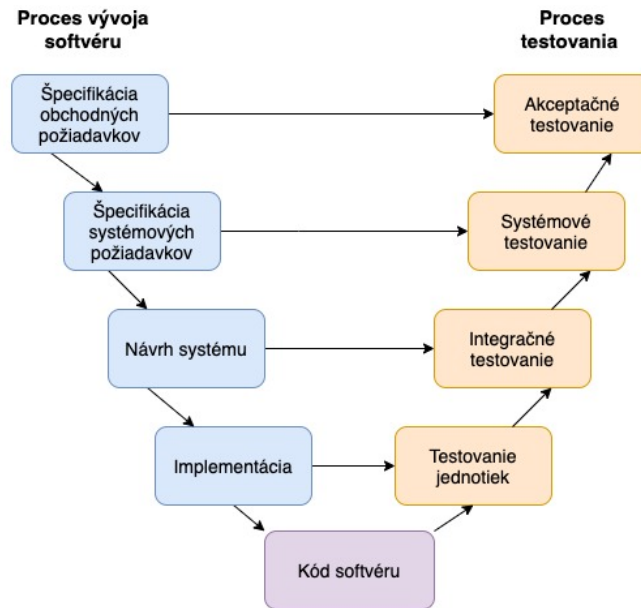 Proces vývoja
softvéru
Proces
testovania
Špecifikácia
obchodných
požiadavkov
Akceptačné
testovanie
Špecifikácia
systémových
požiadavkov
Systémové
testovanie
Návrh systému
Integračné
testovanie
Implementácia
Testovanie
jednotiek
Kód softvéru